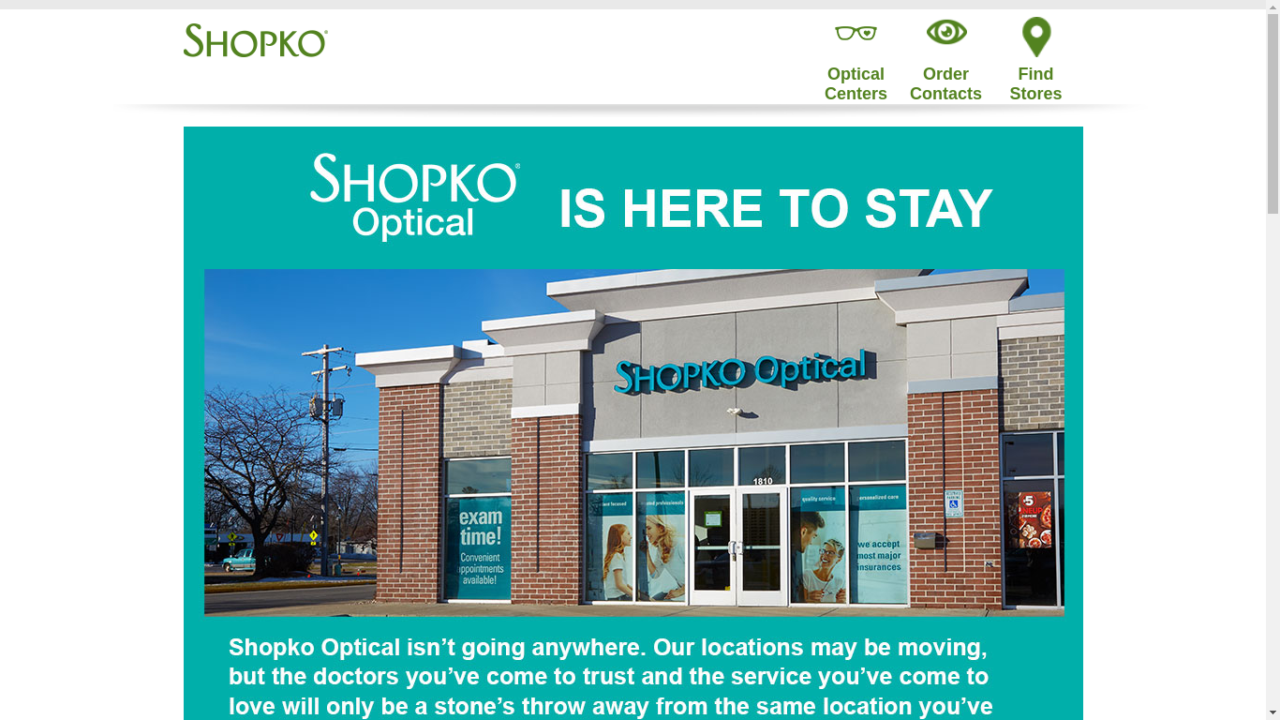 SHOPKO
Optical Centers
Order Contacts
Find Stores
SHOPKO Optical
IS HERE TO STAY
SHOPKO Optical
1810
exam time!
Convenient appointments available!
quality service
personalized care
we accept most major insurances
Shopko Optical isn’t going anywhere. Our locations may be moving,
but the doctors you’ve come to trust and the service you’ve come to
love will only be a stone’s throw away from the same location you’ve